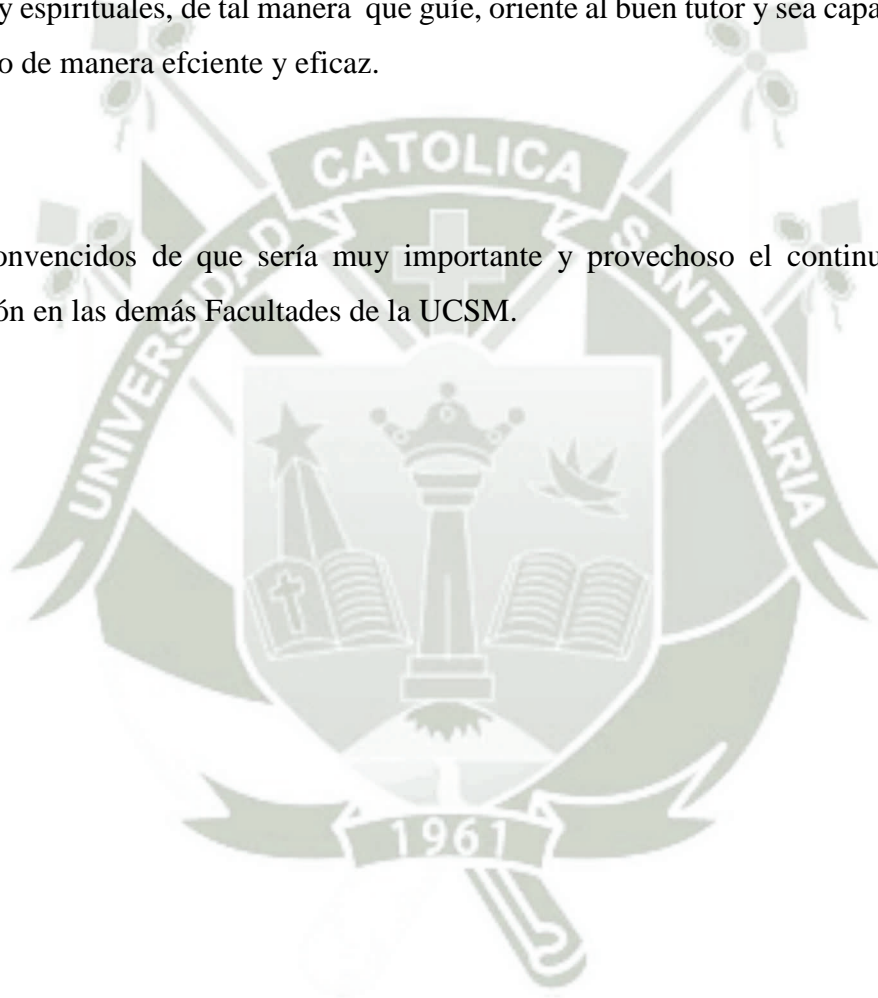 y espirituales, de tal manera que guíe, oriente al buen tutor y sea capa
o de manera efciente y eficaz.
onvencidos de que sería muy importante y provechoso el continu
ón en las demás Facultades de la UCSM.
UNIVERSIDAD
CATOLICA
SANTA MARIA
1961